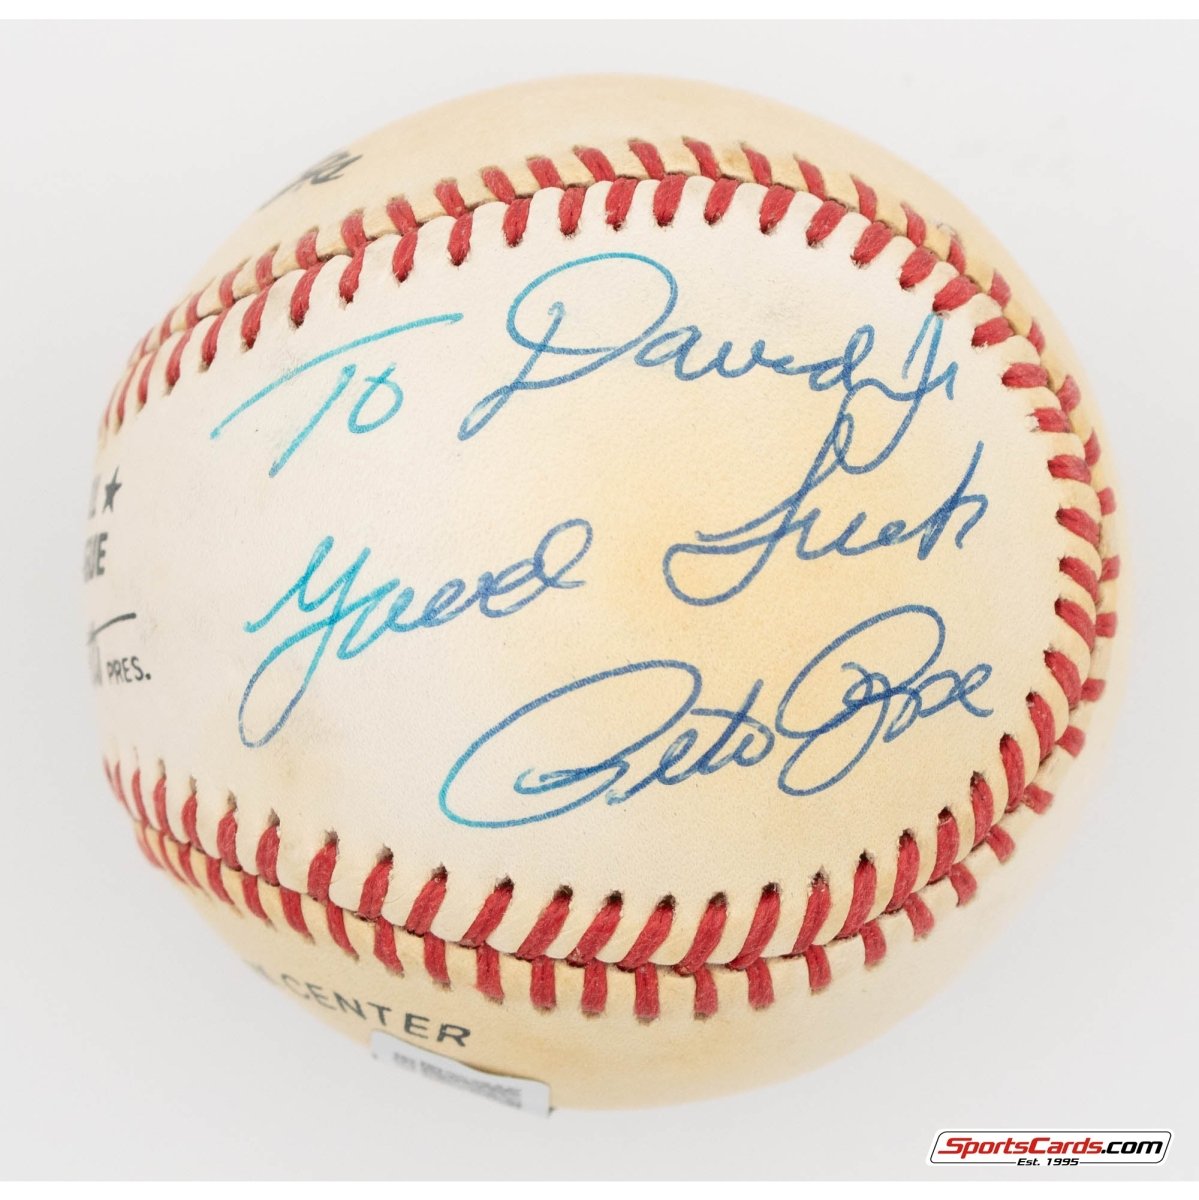 To David Jr
Good Luck
Pete Rose
PRES.
CENTER
SportsCards.com
Est. 1995